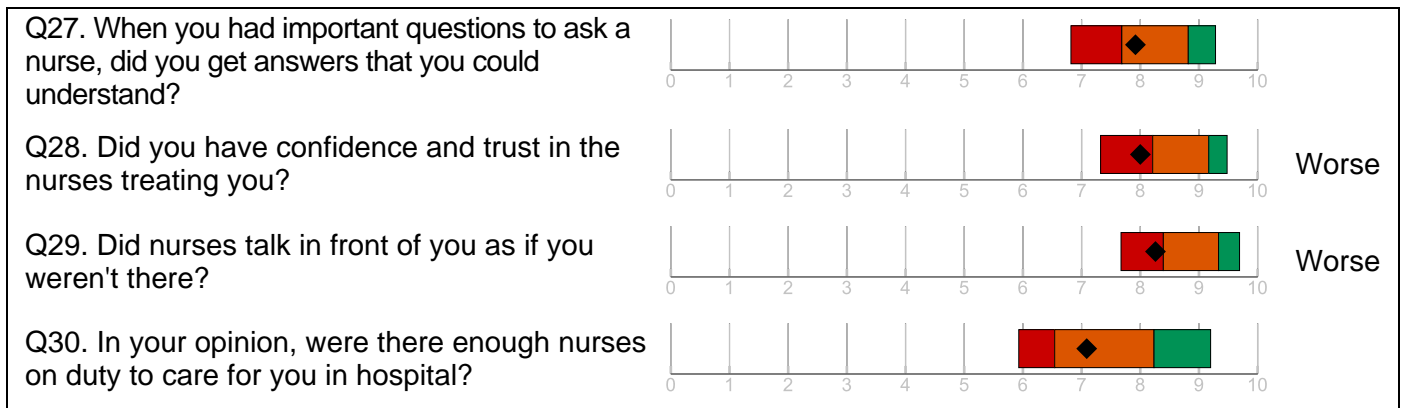 Q27. When you had important questions to ask a
nurse, did you get answers that you could
understand?
0 1 2 3 4 5 6 7 8 9 10
Q28. Did you have confidence and trust in the
nurses treating you?
Worse
0 1 2 3 4 5 6 7 8 9 10
Q29. Did nurses talk in front of you as if you
weren't there?
Worse
0 1 2 3 4 5 6 7 8 9 10
Q30. In your opinion, were there enough nurses
on duty to care for you in hospital?
0 1 2 3 4 5 6 7 8 9 10